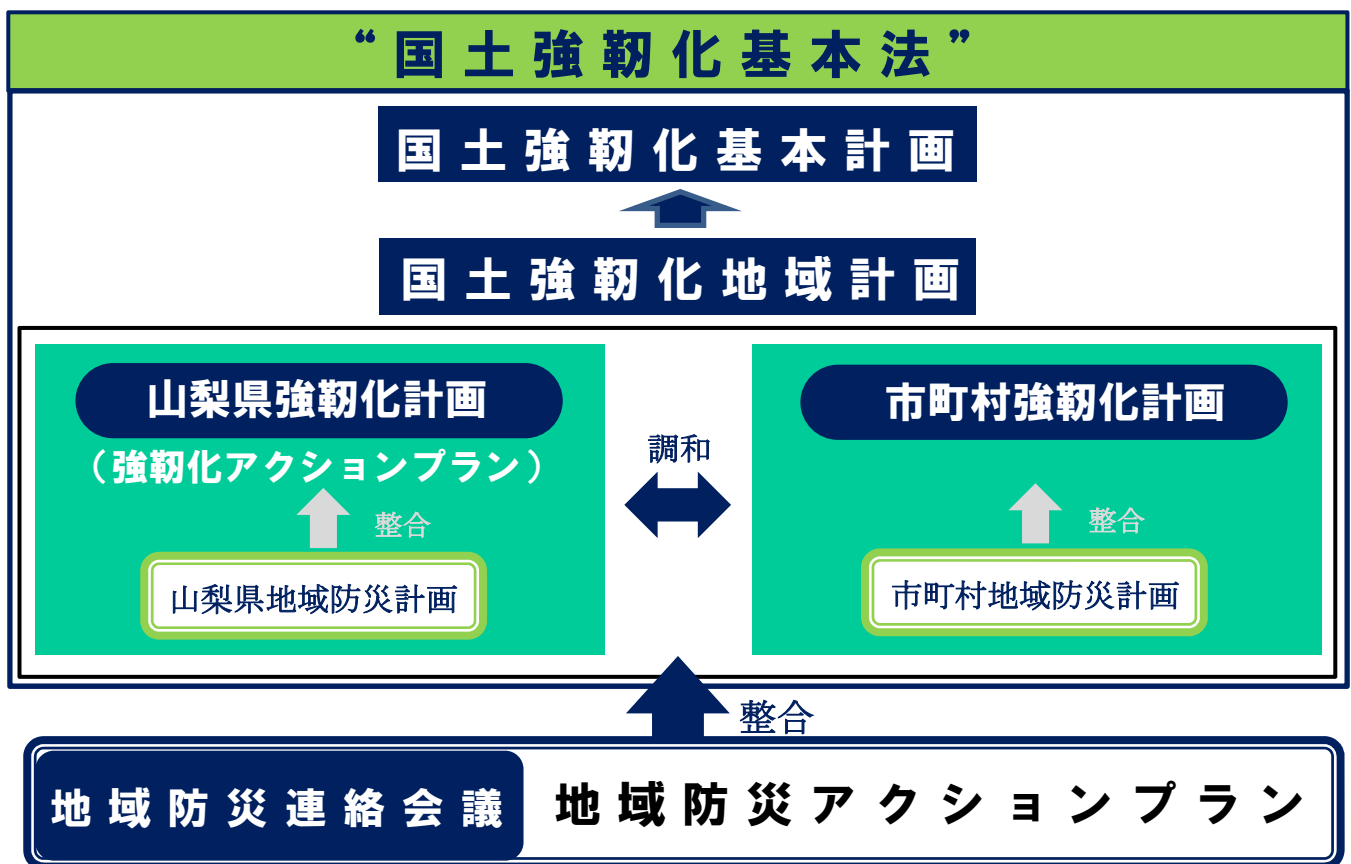 “国土強靭化基本法”
国土強靭化基本計画
国土強靭化地域計画
山梨県強靭化計画
（強靭化アクションプラン）
整合
山梨県地域防災計画
調和
市町村強靭化計画
整合
市町村地域防災計画
整合
地域防災連絡会議
地域防災アクションプラン